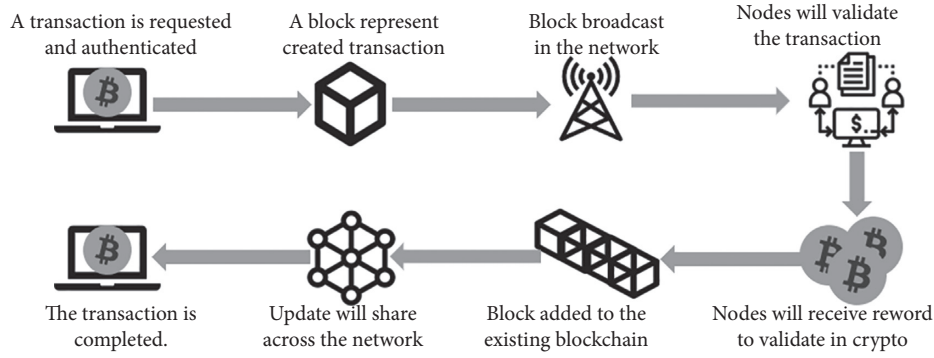 A transaction is requested
and authenticated
A block represent
created transaction
Block broadcast
in the network
Nodes will validate
the transaction
$
The transaction is
completed.
Update will share
across the network
Block added to the
existing blockchain
Nodes will receive reword
to validate in crypto